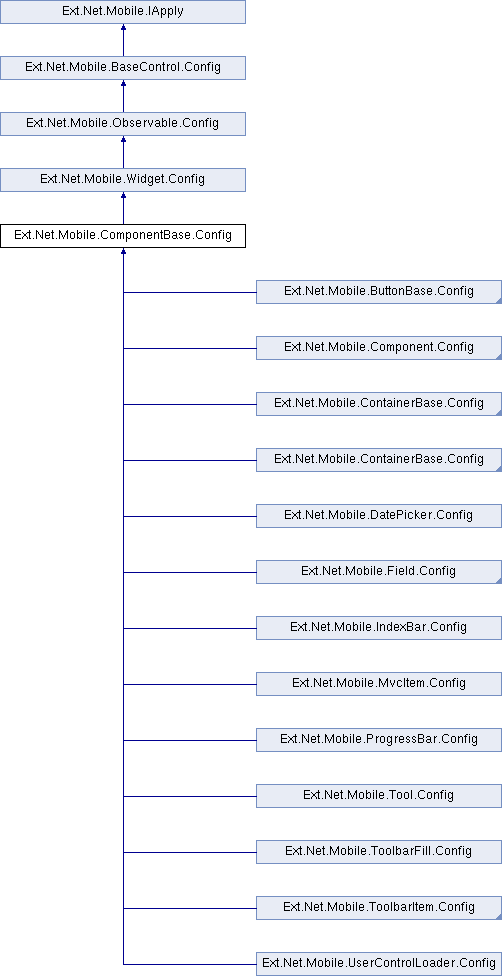 Ext.Net.Mobile.IApply
Ext.Net.Mobile.BaseControl.Config
Ext.Net.Mobile.Observable.Config
Ext.Net.Mobile.Widget.Config
Ext.Net.Mobile.ComponentBase.Config
Ext.Net.Mobile.ButtonBase.Config
Ext.Net.Mobile.Component.Config
Ext.Net.Mobile.ContainerBase.Config
Ext.Net.Mobile.ContainerBase.Config
Ext.Net.Mobile.DatePicker.Config
Ext.Net.Mobile.Field.Config
Ext.Net.Mobile.IndexBar.Config
Ext.Net.Mobile.MvcItem.Config
Ext.Net.Mobile.ProgressBar.Config
Ext.Net.Mobile.Tool.Config
Ext.Net.Mobile.ToolbarFill.Config
Ext.Net.Mobile.ToolbarItem.Config
Ext.Net.Mobile.UserControlLoader.Config